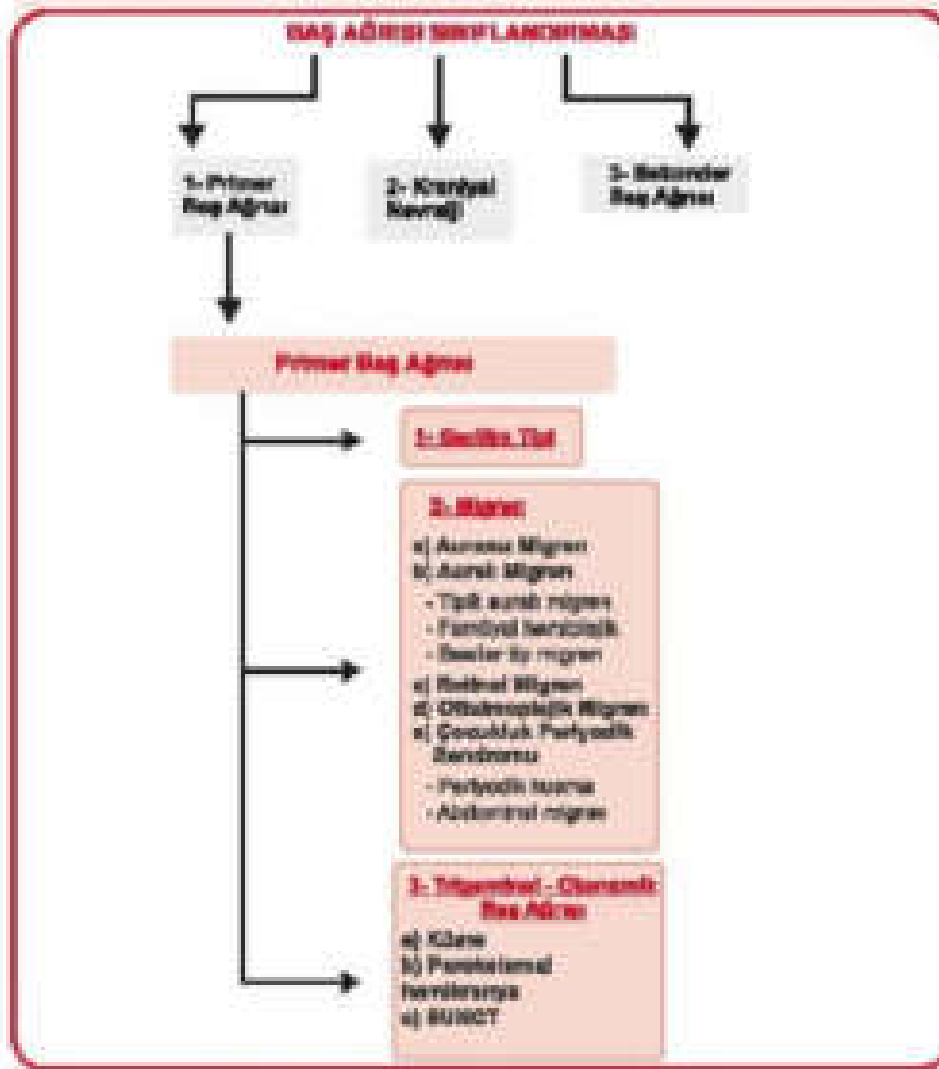 BAŞ AĞRISI SINIFLANDIRMASI
1- Primer
Baş Ağrısı
2- Kraniyal
Nevralji
3- Sekonder
Baş Ağrısı
Primer Baş Ağrısı
1- Gerilim Tipi
2- Migren
a) Aurasız Migren
b) Auralı Migren
- Tipik auralı migren
- Familyal hemiplejik
- Baziler tip migren
c) Retinal Migren
d) Oftalmoplejik Migren
e) Çocukluk Periyodik
Sendromu
- Periyodik kusma
- Abdominal migren
3- Trigeminal - Otonomik
Baş Ağrısı
a) Küme
b) Paroksismal
hemikranya
c) SUNCT